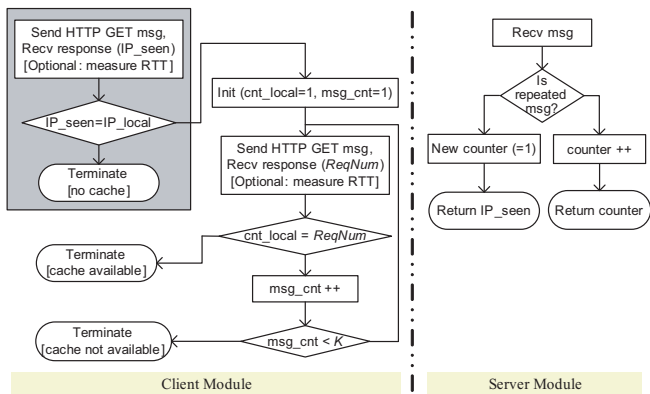 Send HTTP GET msg,
Recv response (IP_seen)
[Optional: measure RTT]
IP_seen=IP_local
Terminate
[no cache]
Init (cnt_local=1, msg_cnt=1)
Send HTTP GET msg,
Recv response (ReqNum)
[Optional: measure RTT]
cnt_local = ReqNum
Terminate
[cache available]
msg_cnt ++
msg_cnt < K
Terminate
[cache not available]
Client Module
Recv msg
Is
repeated
msg?
New counter (=1)
counter ++
Return IP_seen
Return counter
Server Module